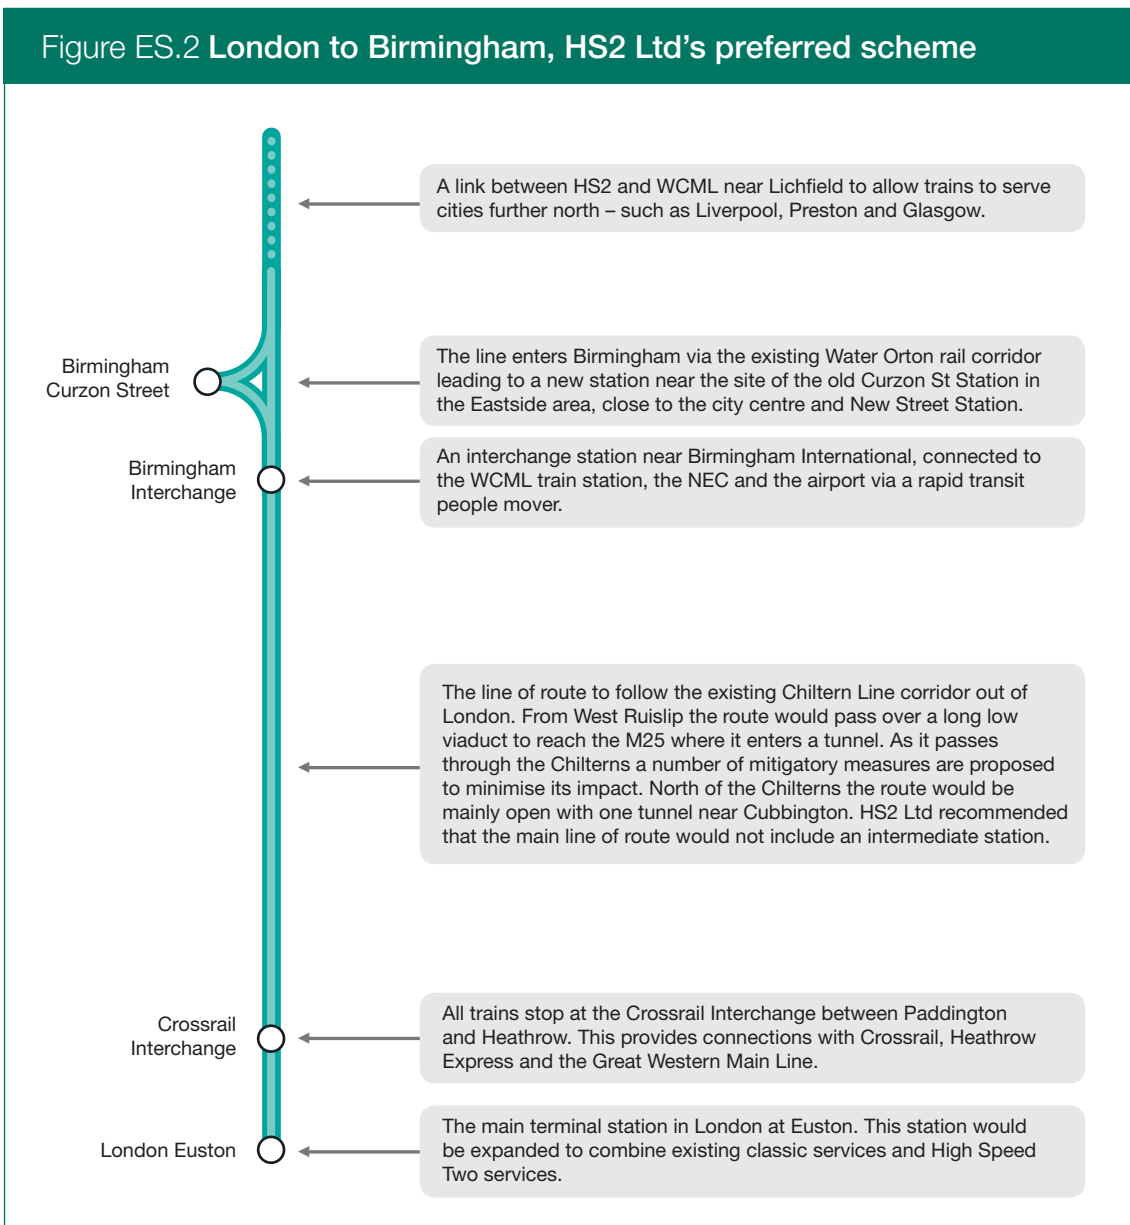 Figure ES.2 London to Birmingham, HS2 Ltd's preferred scheme
A link between HS2 and WCML near Lichfield to allow trains to serve
cities further north – such as Liverpool, Preston and Glasgow.
Birmingham
Curzon Street
The line enters Birmingham via the existing Water Orton rail corridor
leading to a new station near the site of the old Curzon St Station in
the Eastside area, close to the city centre and New Street Station.
Birmingham
Interchange
An interchange station near Birmingham International, connected to
the WCML train station, the NEC and the airport via a rapid transit
people mover.
The line of route to follow the existing Chiltern Line corridor out of
London. From West Ruislip the route would pass over a long low
viaduct to reach the M25 where it enters a tunnel. As it passes
through the Chilterns a number of mitigatory measures are proposed
to minimise its impact. North of the Chilterns the route would be
mainly open with one tunnel near Cubbington. HS2 Ltd recommended
that the main line of route would not include an intermediate station.
Crossrail
Interchange
All trains stop at the Crossrail Interchange between Paddington
and Heathrow. This provides connections with Crossrail, Heathrow
Express and the Great Western Main Line.
London Euston
The main terminal station in London at Euston. This station would
be expanded to combine existing classic services and High Speed
Two services.